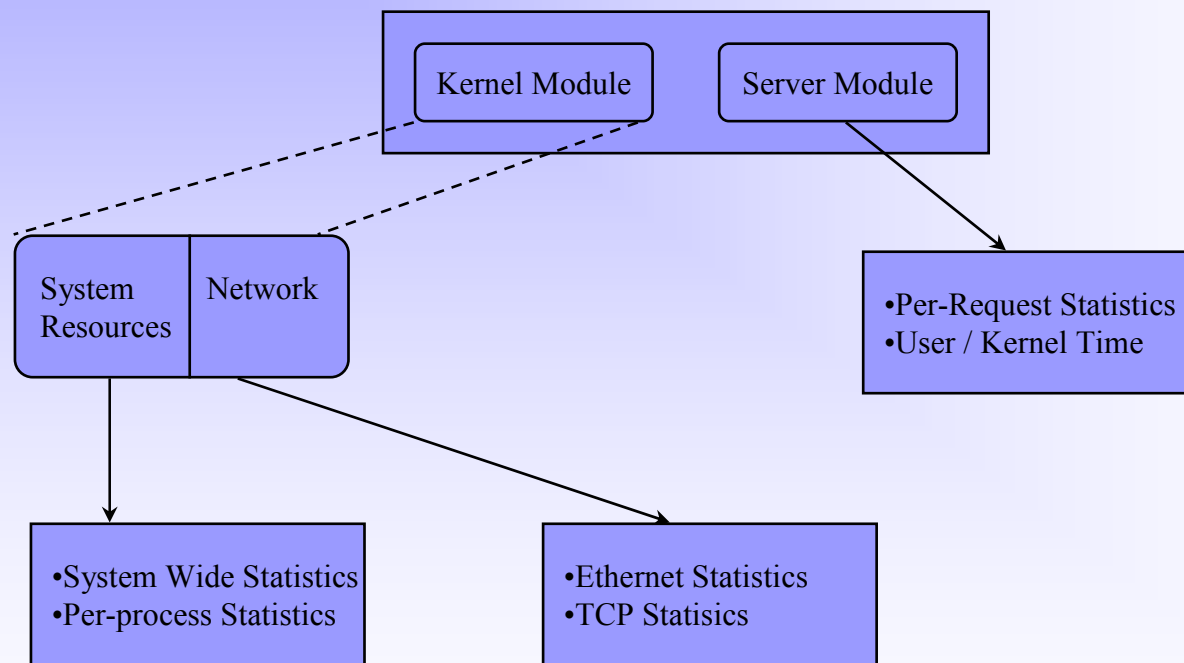 Kernel Module
Server Module
System
Resources
Network
•Per-Request Statistics
•User / Kernel Time
•System Wide Statistics
•Per-process Statistics
•Ethernet Statistics
•TCP Statisics